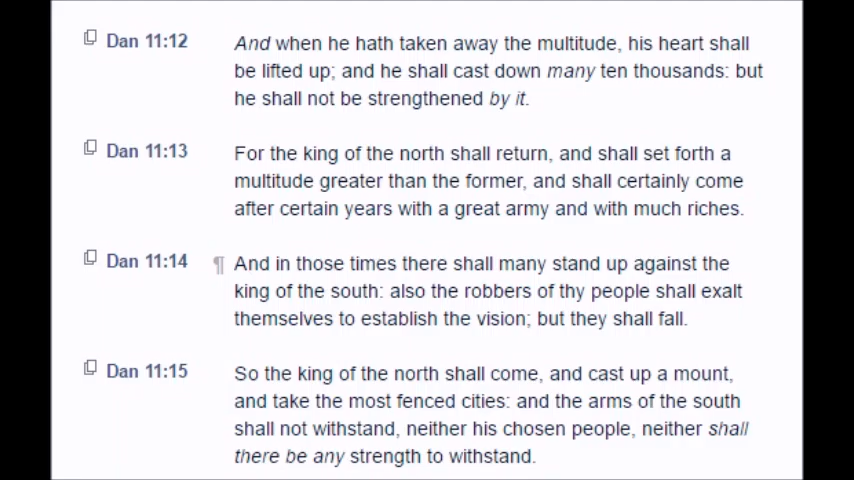 Dan 11:12 And when he hath taken away the multitude, his heart shall
be lifted up; and he shall cast down many ten thousands: but
he shall not be strengthened by it.
Dan 11:13 For the king of the north shall return, and shall set forth a
multitude greater than the former, and shall certainly come
after certain years with a great army and with much riches.
Dan 11:14 ¶ And in those times there shall many stand up against the
king of the south: also the robbers of thy people shall exalt
themselves to establish the vision; but they shall fall.
Dan 11:15 So the king of the north shall come, and cast up a mount,
and take the most fenced cities: and the arms of the south
shall not withstand, neither his chosen people, neither shall
there be any strength to withstand.